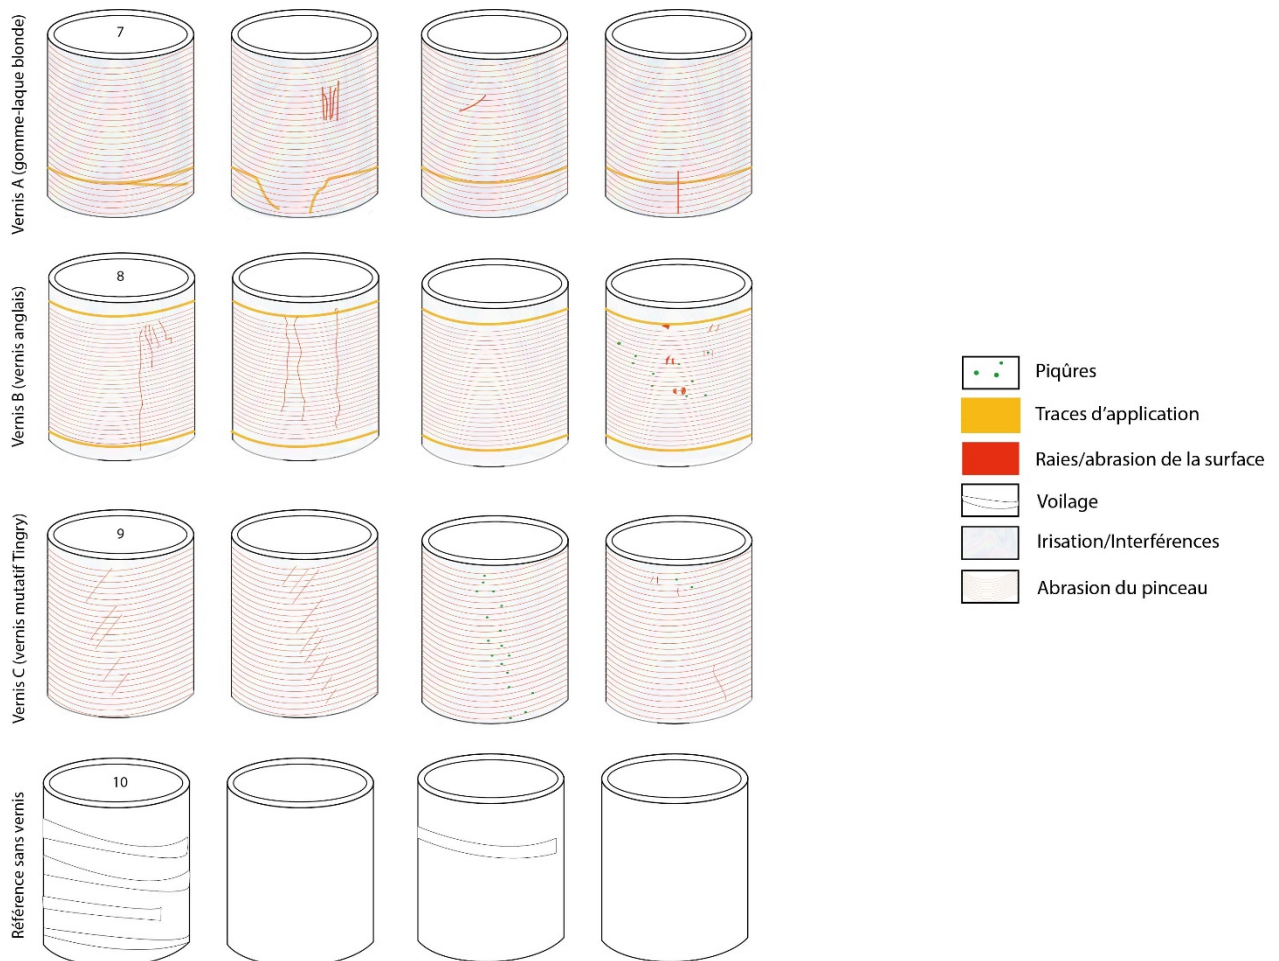 Vernis A (gomme-laque blonde)
7
Vernis B (vernis anglais)
8
Vernis C (vernis mutatif Tingry)
9
Référence sans vernis
10
Piqûres
Traces d'application
Raies/abrasion de la surface
Voilage
Irisation/Interférences
Abrasion du pinceau